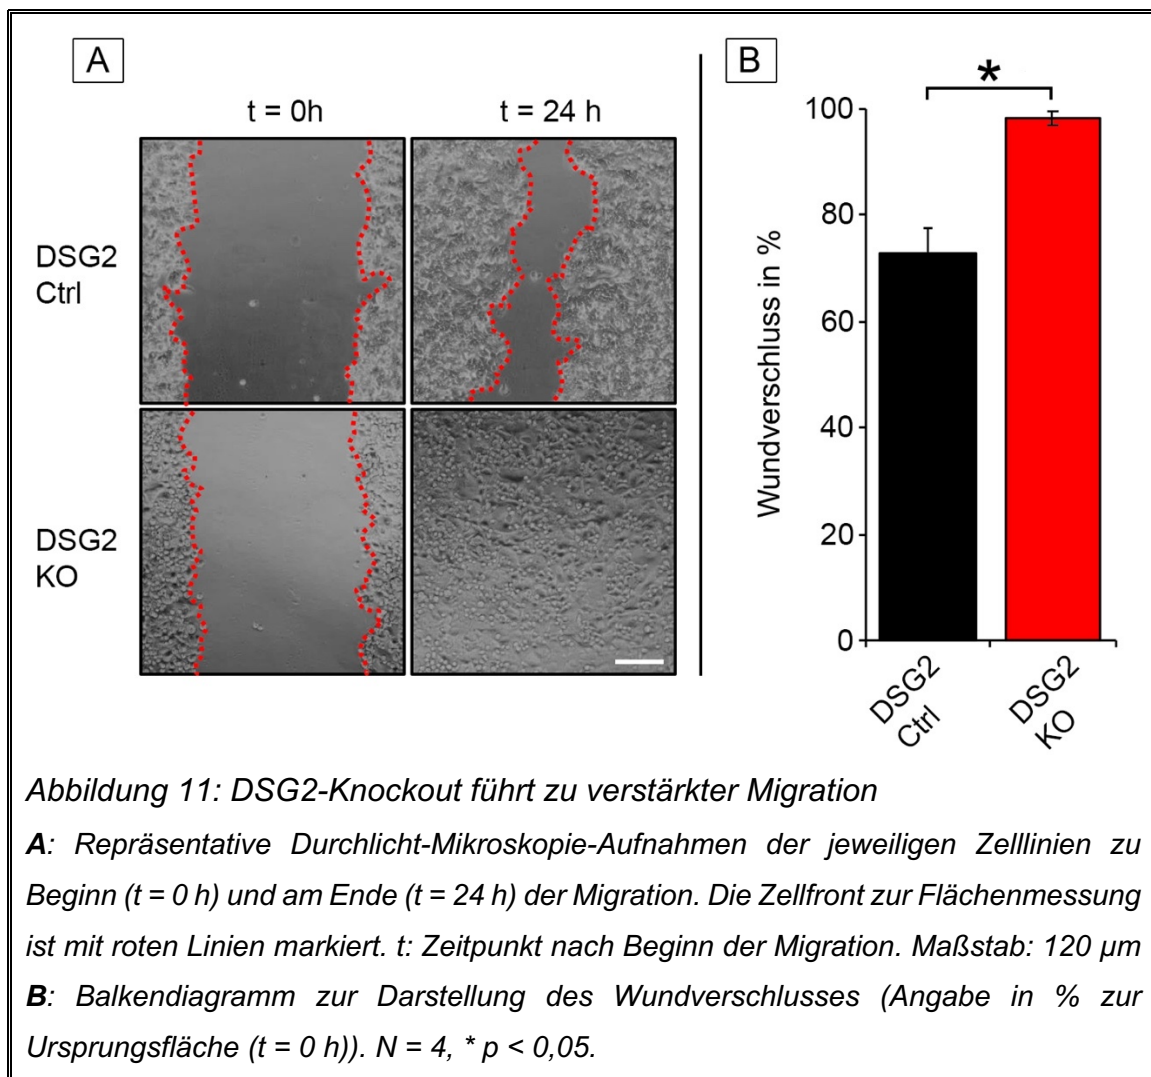 A
t = 0h
t = 24 h
DSG2
Ctrl
DSG2
KO
B
*
Wundverschluss in %
100
80
60
40
20
0
DSG2
Ctrl
DSG2
KO
Abbildung 11: DSG2-Knockout führt zu verstärkter Migration
A: Repräsentative Durchlicht-Mikroskopie-Aufnahmen der jeweiligen Zelllinien zu
Beginn (t = 0 h) und am Ende (t = 24 h) der Migration. Die Zellfront zur Flächenmessung
ist mit roten Linien markiert. t: Zeitpunkt nach Beginn der Migration. Maßstab: 120 µm
B: Balkendiagramm zur Darstellung des Wundverschlusses (Angabe in % zur
Ursprungsfläche (t = 0 h)). N = 4, * p < 0,05.